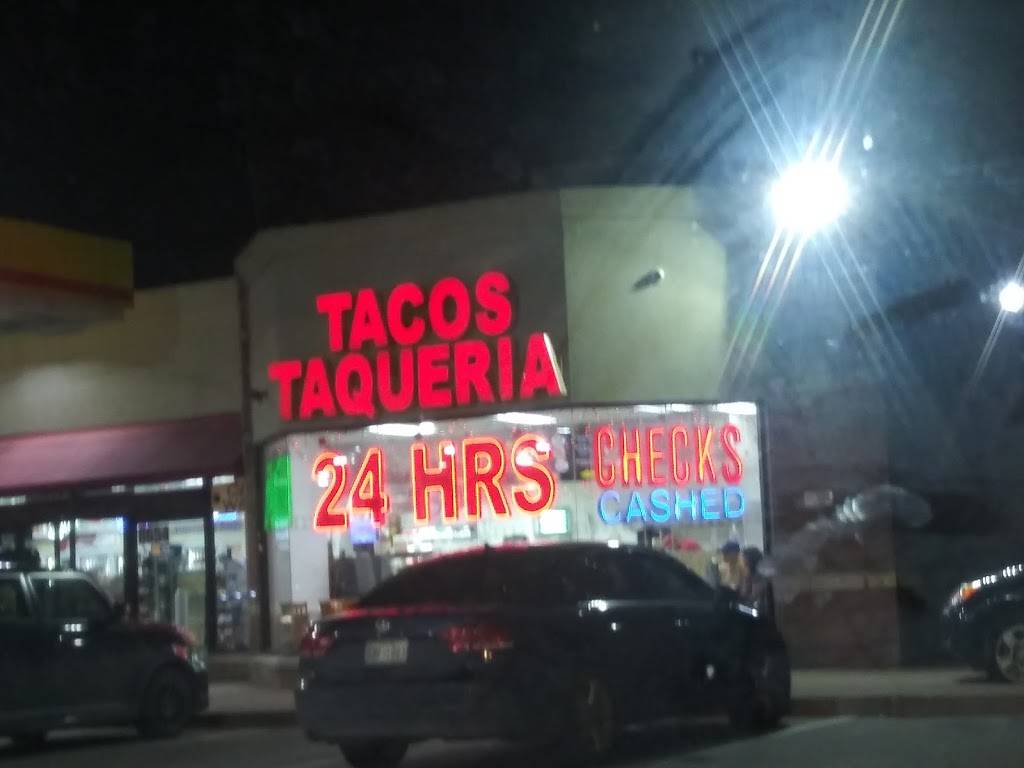 TACOS
TAQUERIA
24 HRS
CHECKS
CASHED